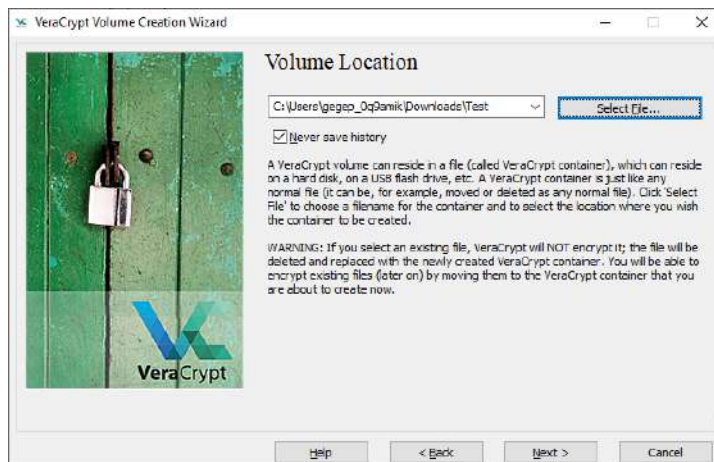 VeraCrypt Volume Creation Wizard
Volume Location
C:\Users\gegep_0q9amik\Downloads\Test
Select File...
Never save history
A VeraCrypt volume can reside in a file (called VeraCrypt container), which can reside
on a hard disk, on a USB flash drive, etc. A VeraCrypt container is just like any
normal file (it can be, for example, moved or deleted as any normal file). Click 'Select
File' to choose a filename for the container and to select the location where you wish
the container to be created.
WARNING: If you select an existing file, VeraCrypt will NOT encrypt it; the file will be
deleted and replaced with the newly created VeraCrypt container. You will be able to
encrypt existing files (later on) by moving them to the VeraCrypt container that you
are about to create now.
VeraCrypt
Help
< Back
Next >
Cancel